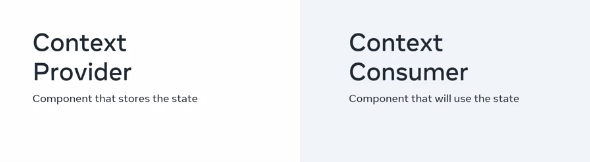 Context
Provider
Component that stores the state
Context
Consumer
Component that will use the state